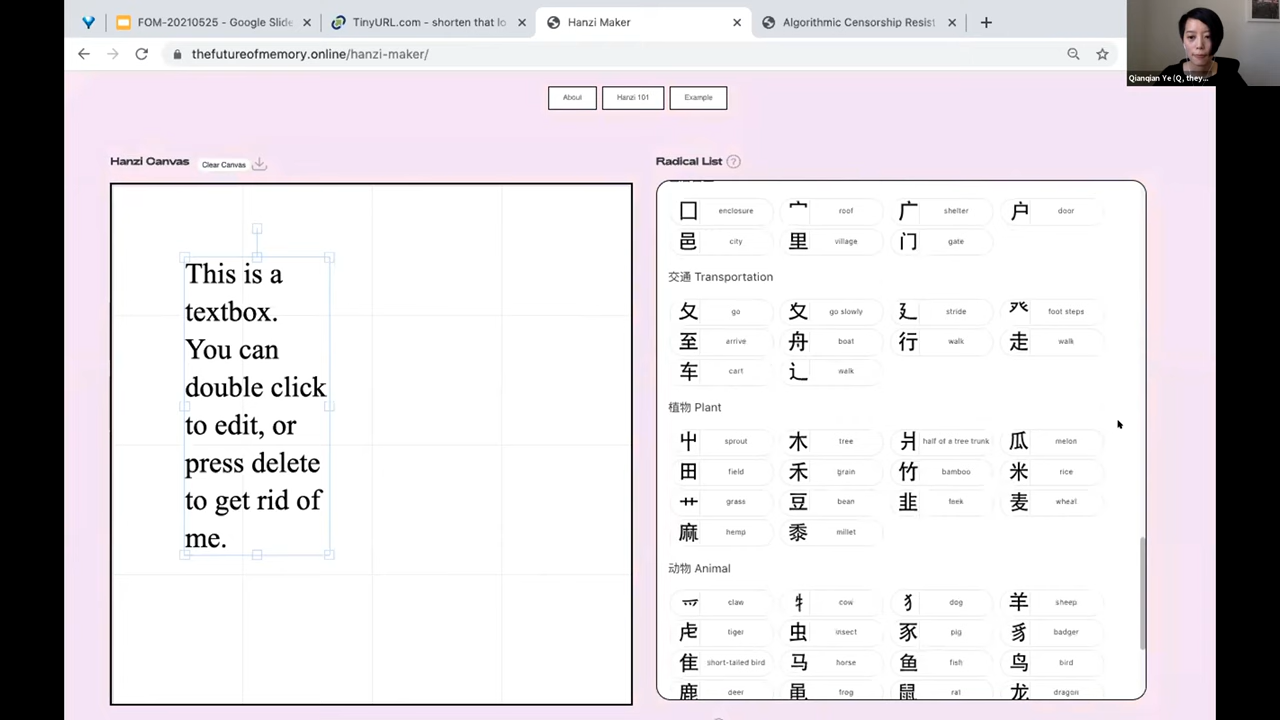 FOM-20210525 - Google Slide
TinyURL.com - shorten that lo
Hanzi Maker
Algorithmic Censorship Resist
thefutureofmemory.online/hanzi-maker/
Qianqian Ye (Q, they...
About
Hanzi 101
Example
Hanzi Canvas
Clear Canvas
Radical List ?
This is a
textbox.
You can
double click
to edit, or
press delete
to get rid of
me.
囗 enclosure
宀 roof
广 shelter
户 door
邑 city
里 village
门 gate
交通 Transportation
夂 go
夊 go slowly
廴 stride
癶 foot steps
至 arrive
舟 boat
行 walk
走 walk
车 cart
辶 walk
植物 Plant
屮 sprout
木 tree
爿 half of a tree trunk
瓜 melon
田 field
禾 grain
竹 bamboo
米 rice
艹 grass
豆 bean
韭 leek
麦 wheat
麻 hemp
黍 millet
动物 Animal
爫 claw
牜 cow
犭 dog
羊 sheep
虍 tiger
虫 insect
豕 pig
豸 badger
隹 short-tailed bird
马 horse
鱼 fish
鸟 bird
鹿 deer
黾 frog
鼠 rat
龙 dragon